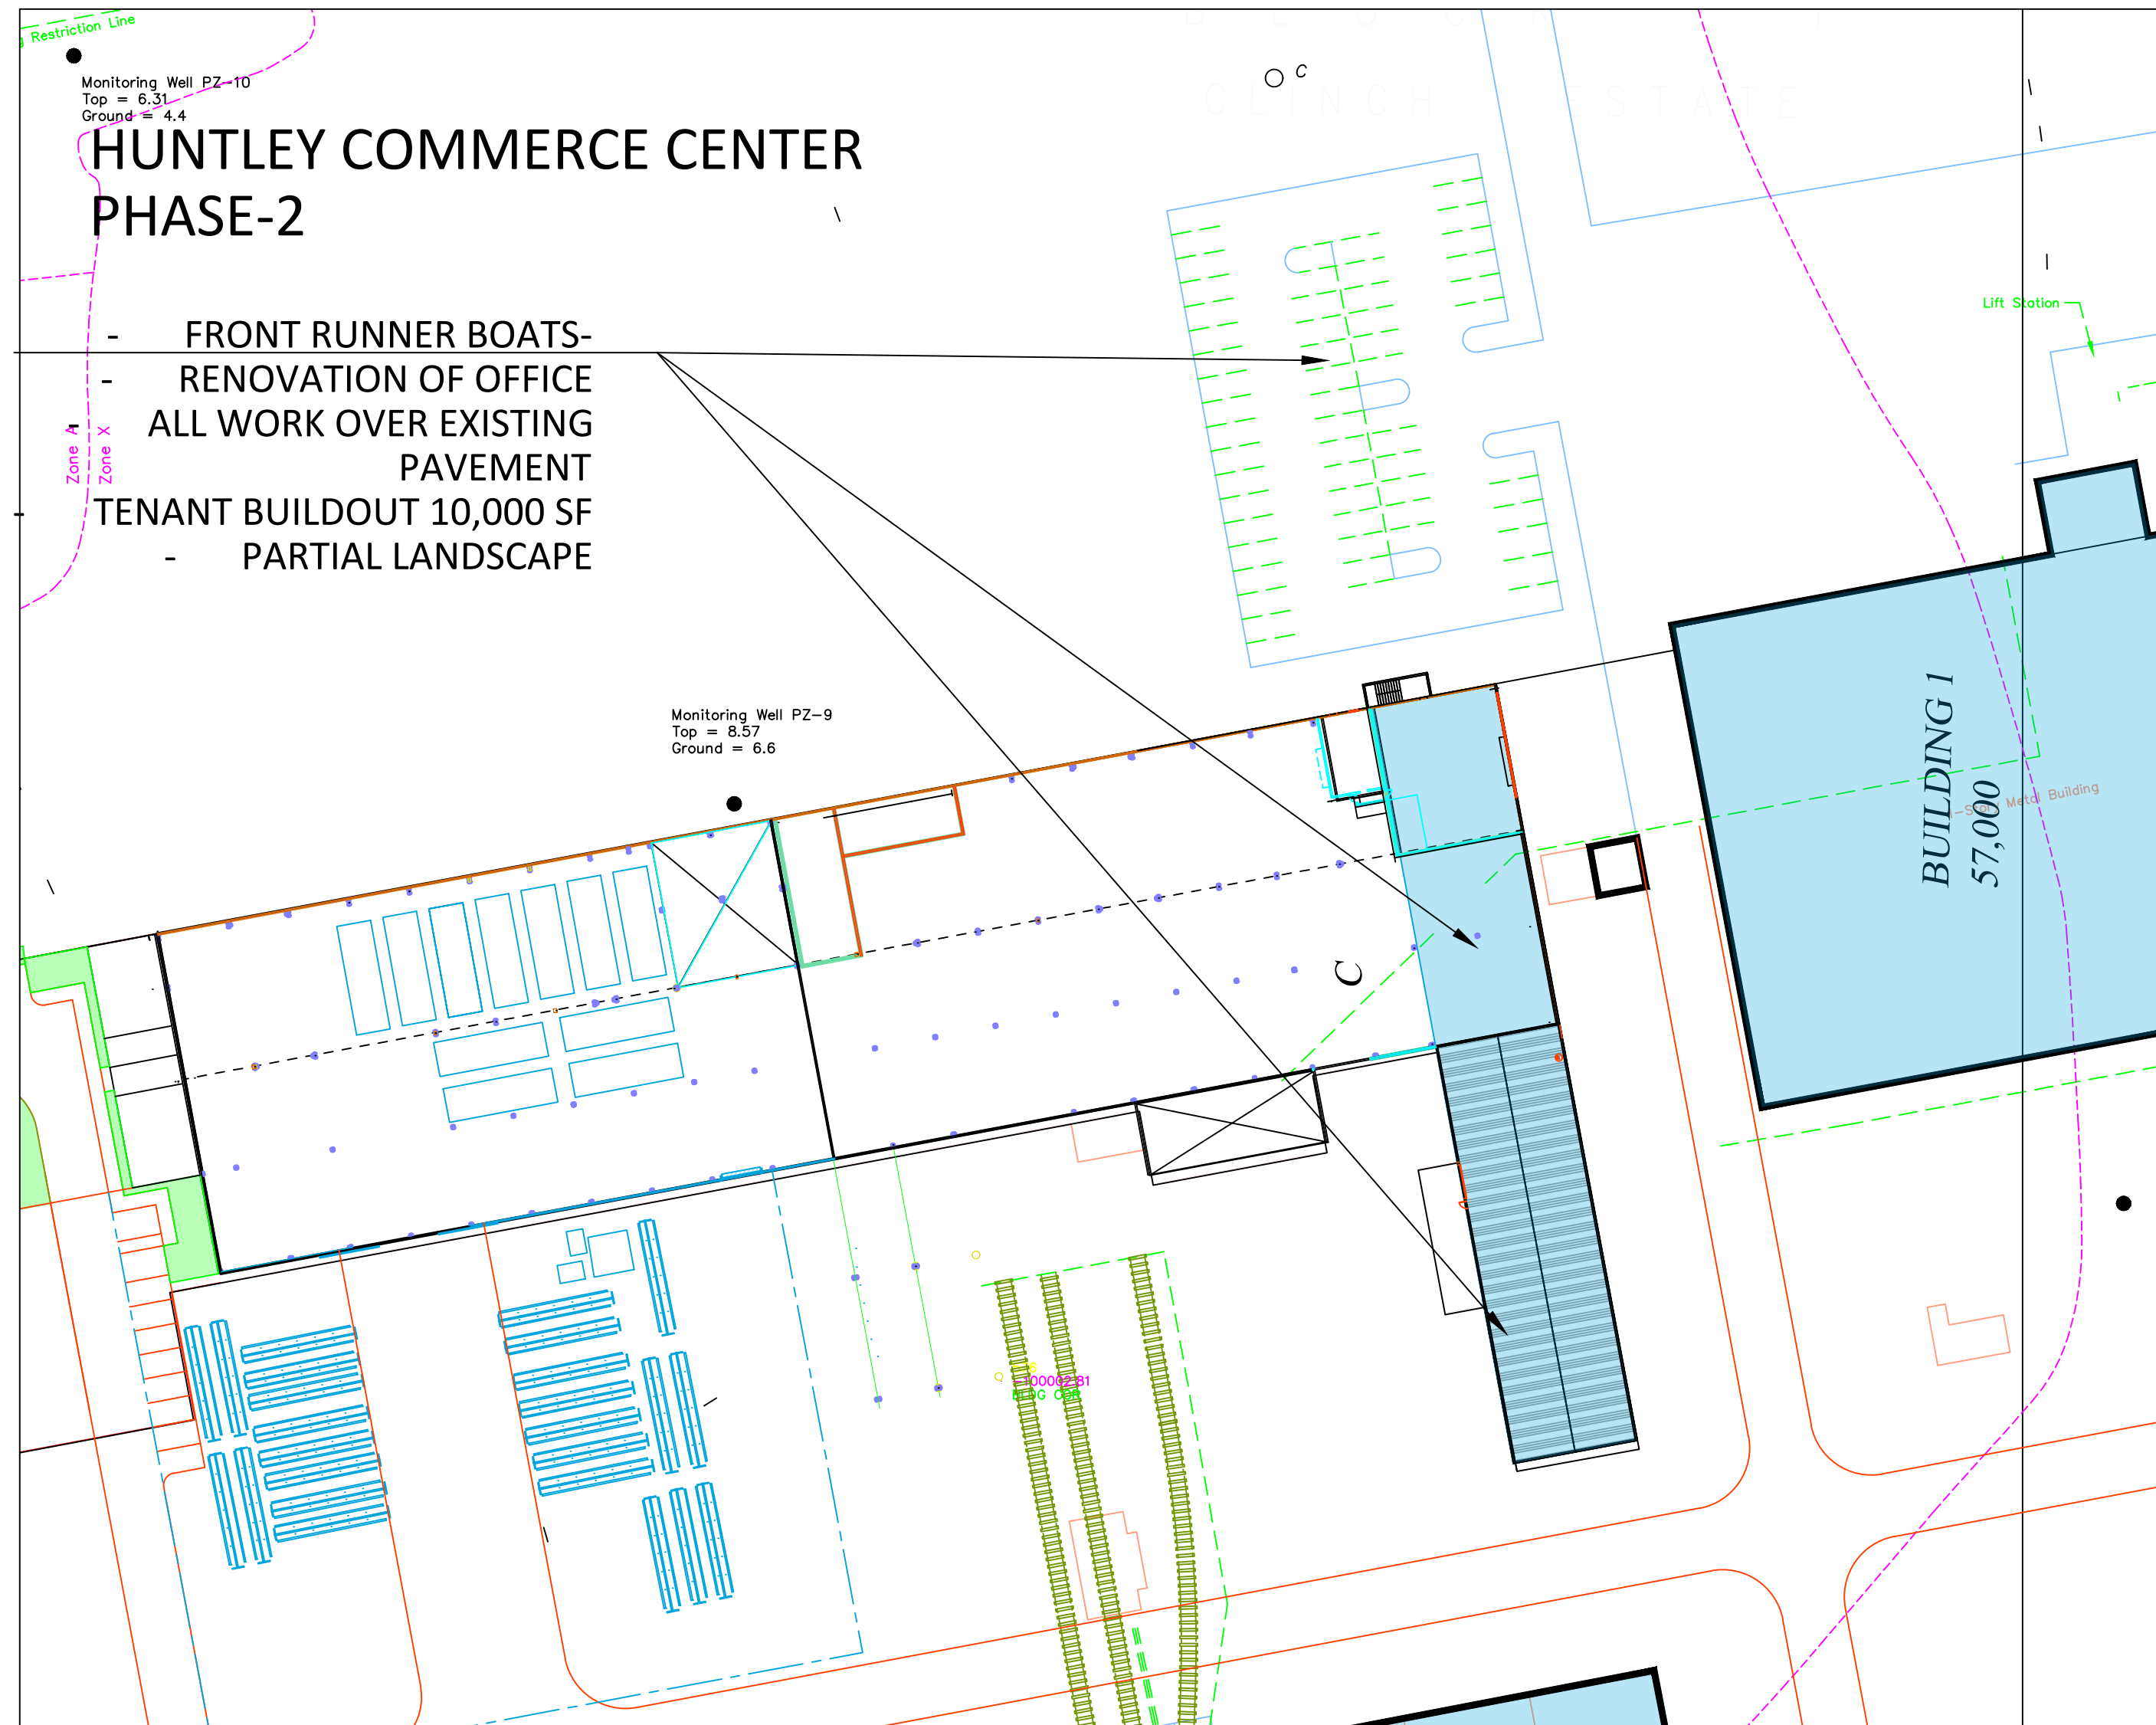 Restriction Line
Monitoring Well PZ-10
Top = 6.31
Ground = 4.4
HUNTLEY COMMERCE CENTER
PHASE-2
- FRONT RUNNER BOATS-
- RENOVATION OF OFFICE
- ALL WORK OVER EXISTING
PAVEMENT
- TENANT BUILDOUT 10,000 SF
- PARTIAL LANDSCAPE
Zone A
Zone X
C
CLINCH ESTATE
Lift Station
Monitoring Well PZ-9
Top = 8.57
Ground = 6.6
BUILDING 1
57,000
Metal Building
C